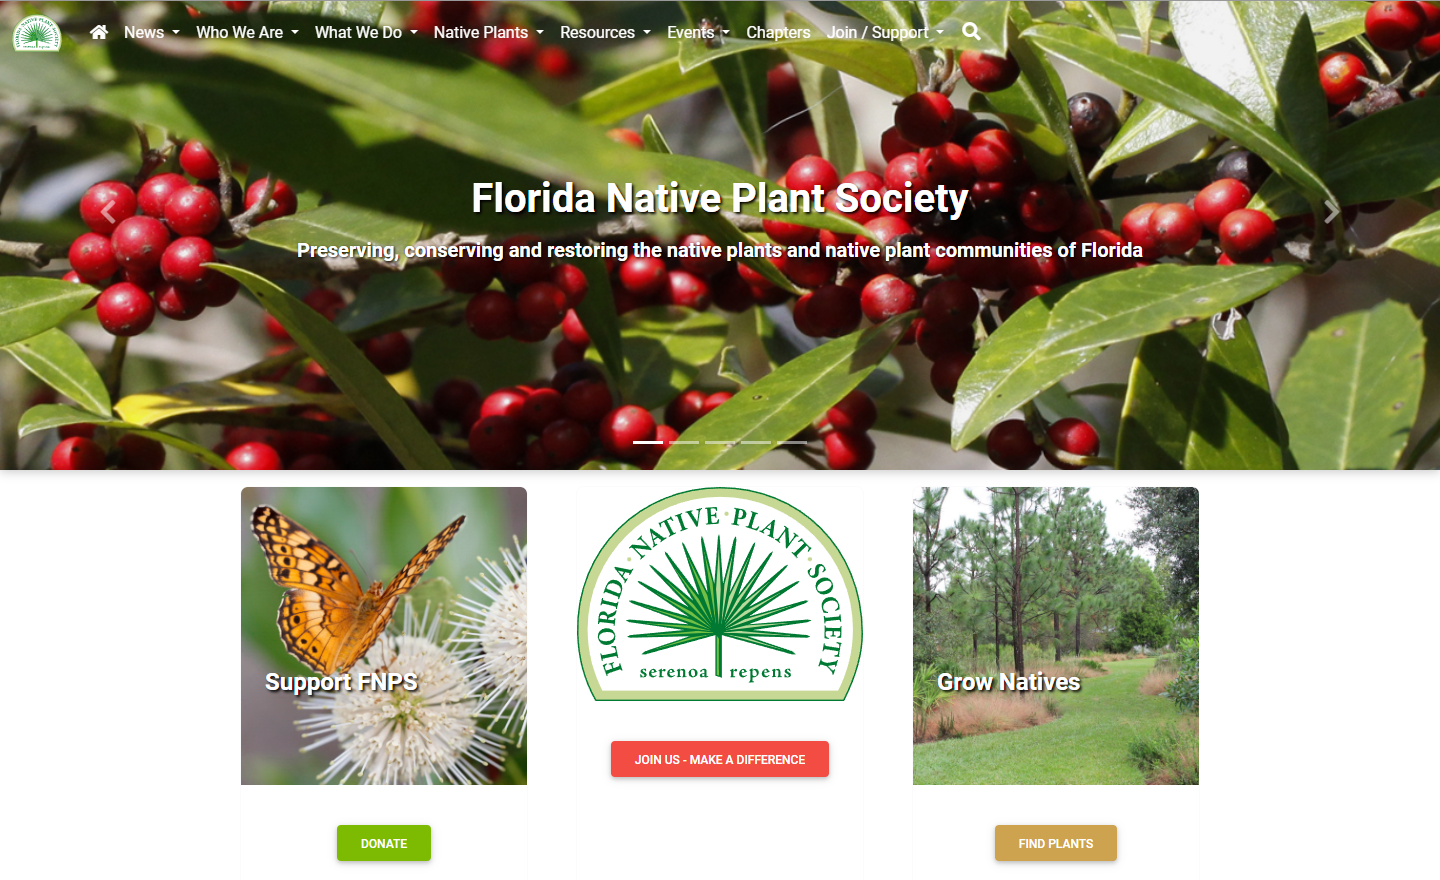 News
Who We Are
What We Do
Native Plants
Resources
Events
Chapters
Join / Support
Florida Native Plant Society
Preserving, conserving and restoring the native plants and native plant communities of Florida
Support FNPS
DONATE
FLORIDA · NATIVE · PLANT · SOCIETY
serenoa repens
JOIN US - MAKE A DIFFERENCE
Grow Natives
FIND PLANTS